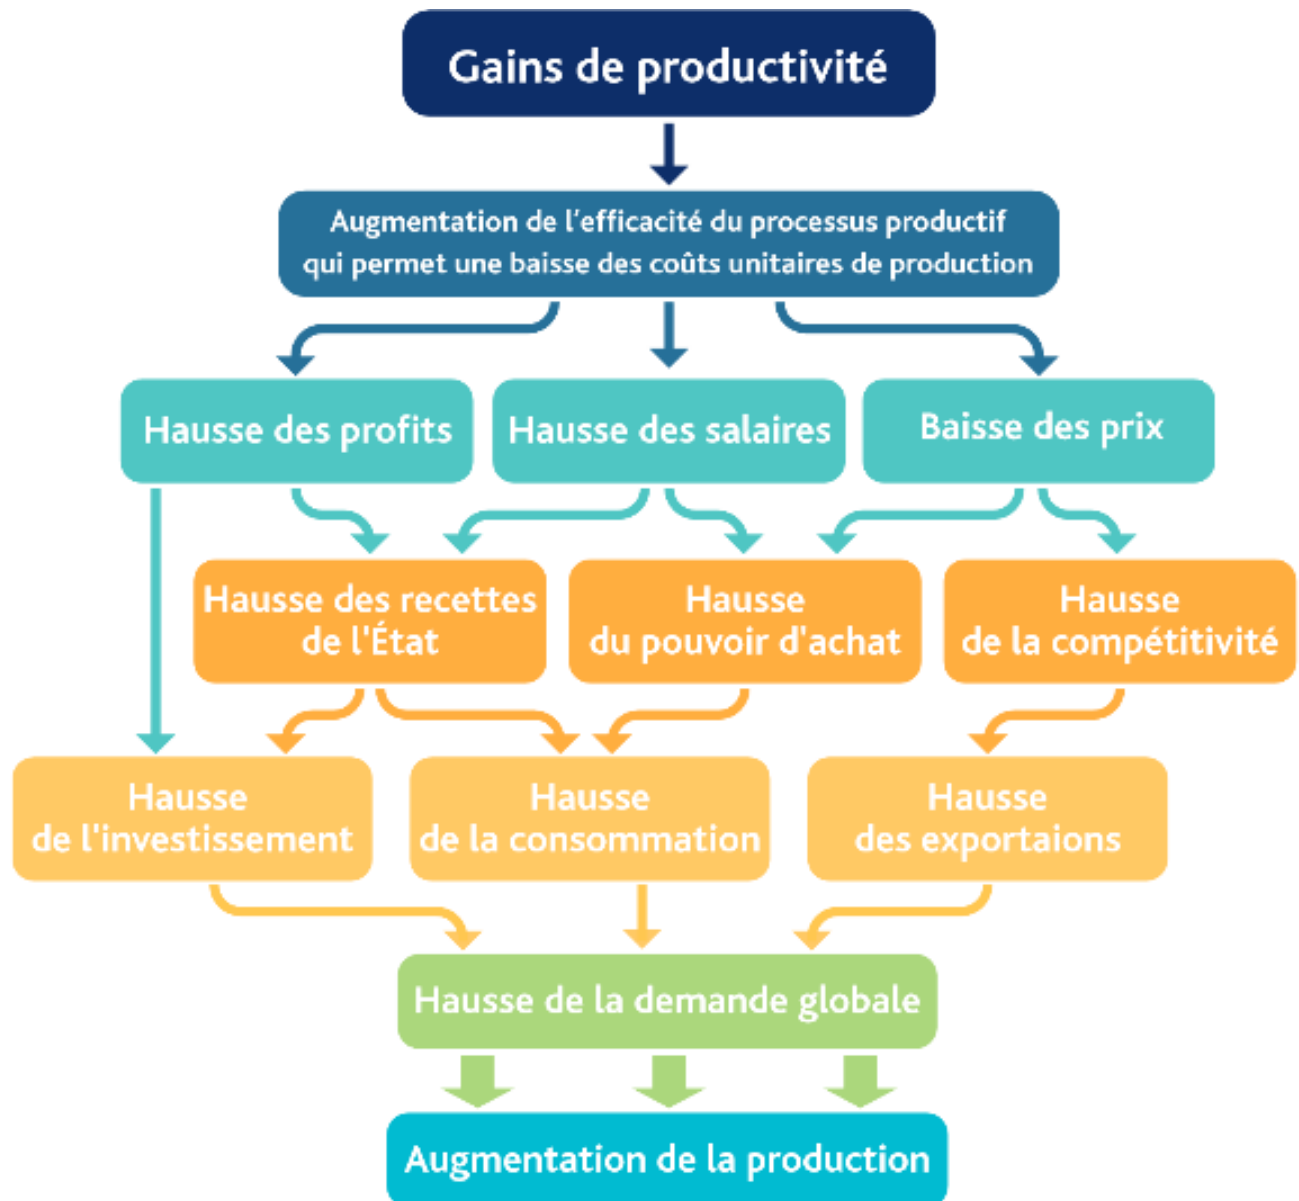 Gains de productivité
Augmentation de l'efficacité du processus productif
qui permet une baisse des coûts unitaires de production
Hausse des profits
Hausse des salaires
Baisse des prix
Hausse des recettes
de l'État
Hausse
du pouvoir d'achat
Hausse
de la compétitivité
Hausse
de l'investissement
Hausse
de la consommation
Hausse
des exportaions
Hausse de la demande globale
Augmentation de la production